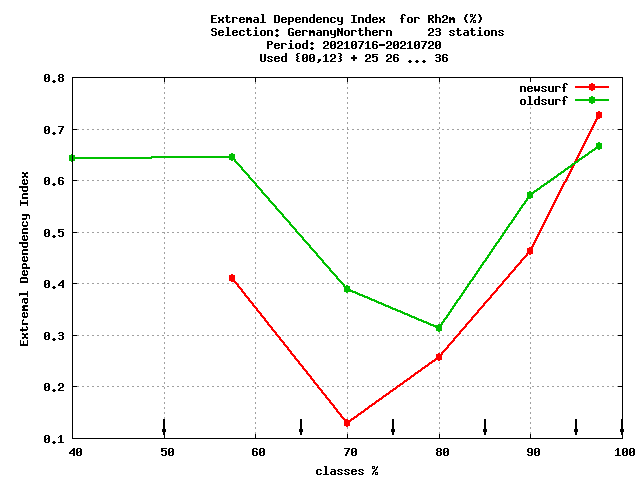 Extremal Dependency Index  for Rh2m (%)
Selection: GermanyNorthern     23 stations
Period: 20210716-20210720
Used {00,12} + 25 26 ... 36
newsurf
oldsurf
0.8
0.7
0.6
0.5
0.4
0.3
0.2
0.1
Extremal Dependency Index
40 50 60 70 80 90 100
classes %